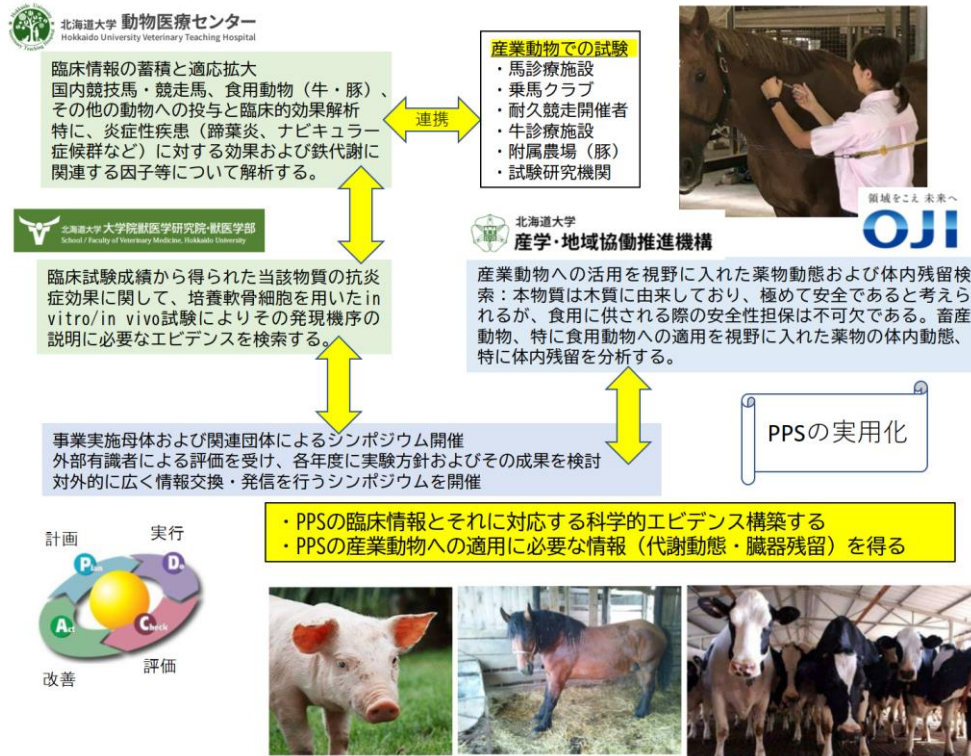 北海道大学 動物医療センター
Hokkaido University Veterinary Teaching Hospital
臨床情報の蓄積と適応拡大
国内競技馬・競走馬、食用動物（牛・豚）、
その他の動物への投与と臨床的効果解析
特に、炎症性疾患（蹄葉炎、ナビキュラー
症候群など）に対する効果および鉄代謝に
関連する因子等について解析する。
連携
産業動物での試験
・馬診療施設
・乗馬クラブ
・耐久競走開催者
・牛診療施設
・附属農場（豚）
・試験研究機関
北海道大学 大学院獣医学研究院・獣医学部
School / Faculty of Veterinary Medicine, Hokkaido University
北海道大学
産学・地域協働推進機構
領域をこえ 未来へ
OJI
臨床試験成績から得られた当該物質の抗炎
症効果に関して、培養軟骨細胞を用いたin
vitro/in vivo試験によりその発現機序の
説明に必要なエビデンスを検索する。
産業動物への活用を視野に入れた薬物動態および体内残留検
索：本物質は木質に由来しており、極めて安全であると考えら
れるが、食用に供される際の安全性担保は不可欠である。畜産
動物、特に食用動物への適用を視野に入れた薬物の体内動態、
特に体内残留を分析する。
事業実施母体および関連団体によるシンポジウム開催
外部有識者による評価を受け、各年度に実験方針およびその成果を検討
対外的に広く情報交換・発信を行うシンポジウムを開催
PPSの実用化
・PPSの臨床情報とそれに対応する科学的エビデンス構築する
・PPSの産業動物への適用に必要な情報（代謝動態・臓器残留）を得る
計画
実行
Plan
Do
Act
Check
改善
評価